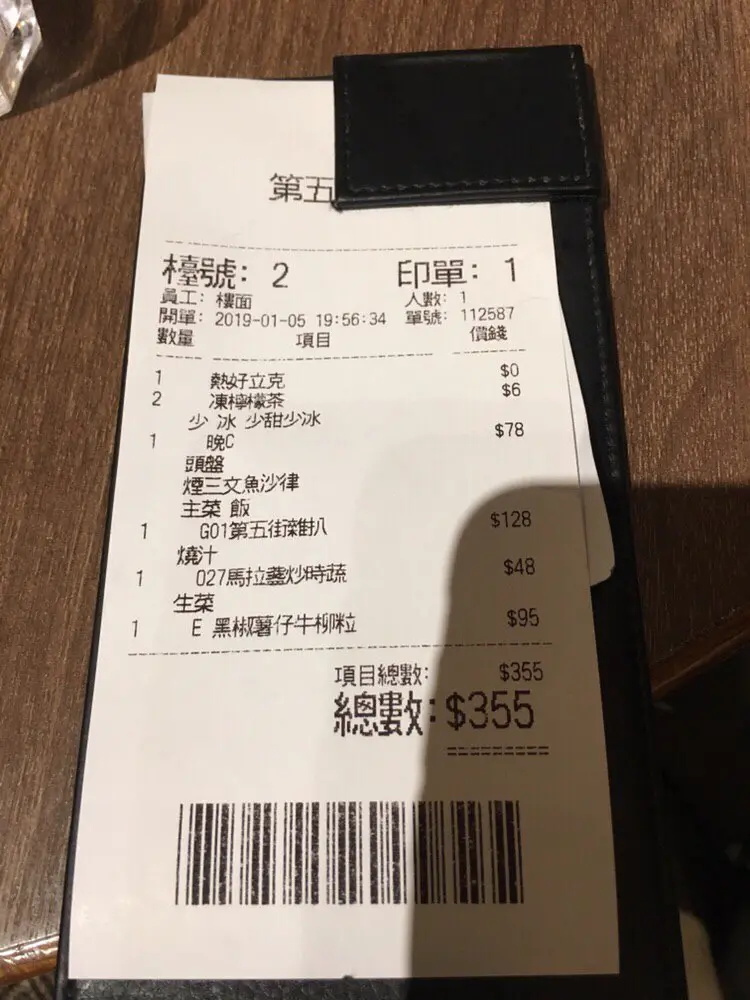 第五
檯號: 2 印單: 1
員工: 樓面 人數: 1
開單: 2019-01-05 19:56:34 單號: 112587
數量 項目 價錢
1 熱好立克 $0
2 凍檸檬茶 $6
少 冰 少甜少冰
1 晚C $78
頭盤
煙三文魚沙律
主菜 飯
1 G01第五街 $128
燒汁
1 027馬拉盞炒時蔬 $48
生菜
1 E 黑椒薯仔牛柳粒 $95
項目總數: $355
總數: $355